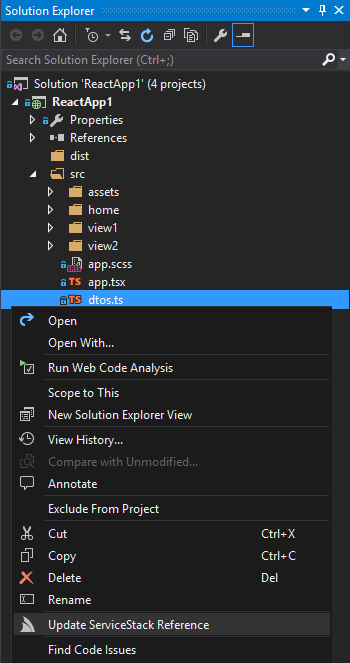 Solution Explorer
Search Solution Explorer (Ctrl+;)
Solution 'ReactApp1' (4 projects)
ReactApp1
Properties
References
dist
src
assets
home
view1
view2
app.scss
TS app.tsx
TS dtos.ts
Open
Open With...
Run Web Code Analysis
Scope to This
New Solution Explorer View
View History...
Compare with Unmodified...
Annotate
Exclude From Project
Cut Ctrl+X
Copy Ctrl+C
Delete Del
Rename
Update ServiceStack Reference
Find Code Issues